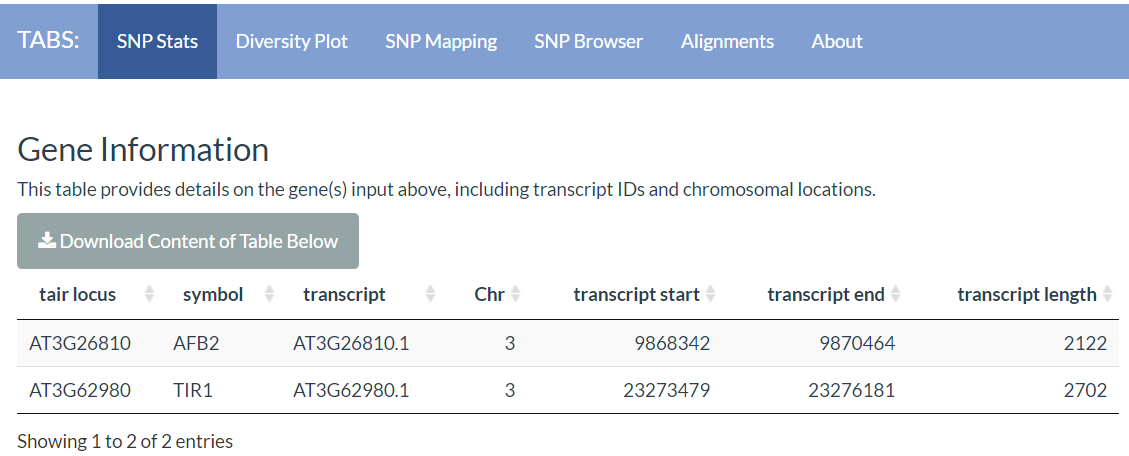 TABS: SNP Stats Diversity Plot SNP Mapping SNP Browser Alignments About
Gene Information
This table provides details on the gene(s) input above, including transcript IDs and chromosomal locations.
Download Content of Table Below
tair locus symbol transcript Chr transcript start transcript end transcript length
AT3G26810 AFB2 AT3G26810.1 3 9868342 9870464 2122
AT3G62980 TIR1 AT3G62980.1 3 23273479 23276181 2702
Showing 1 to 2 of 2 entries